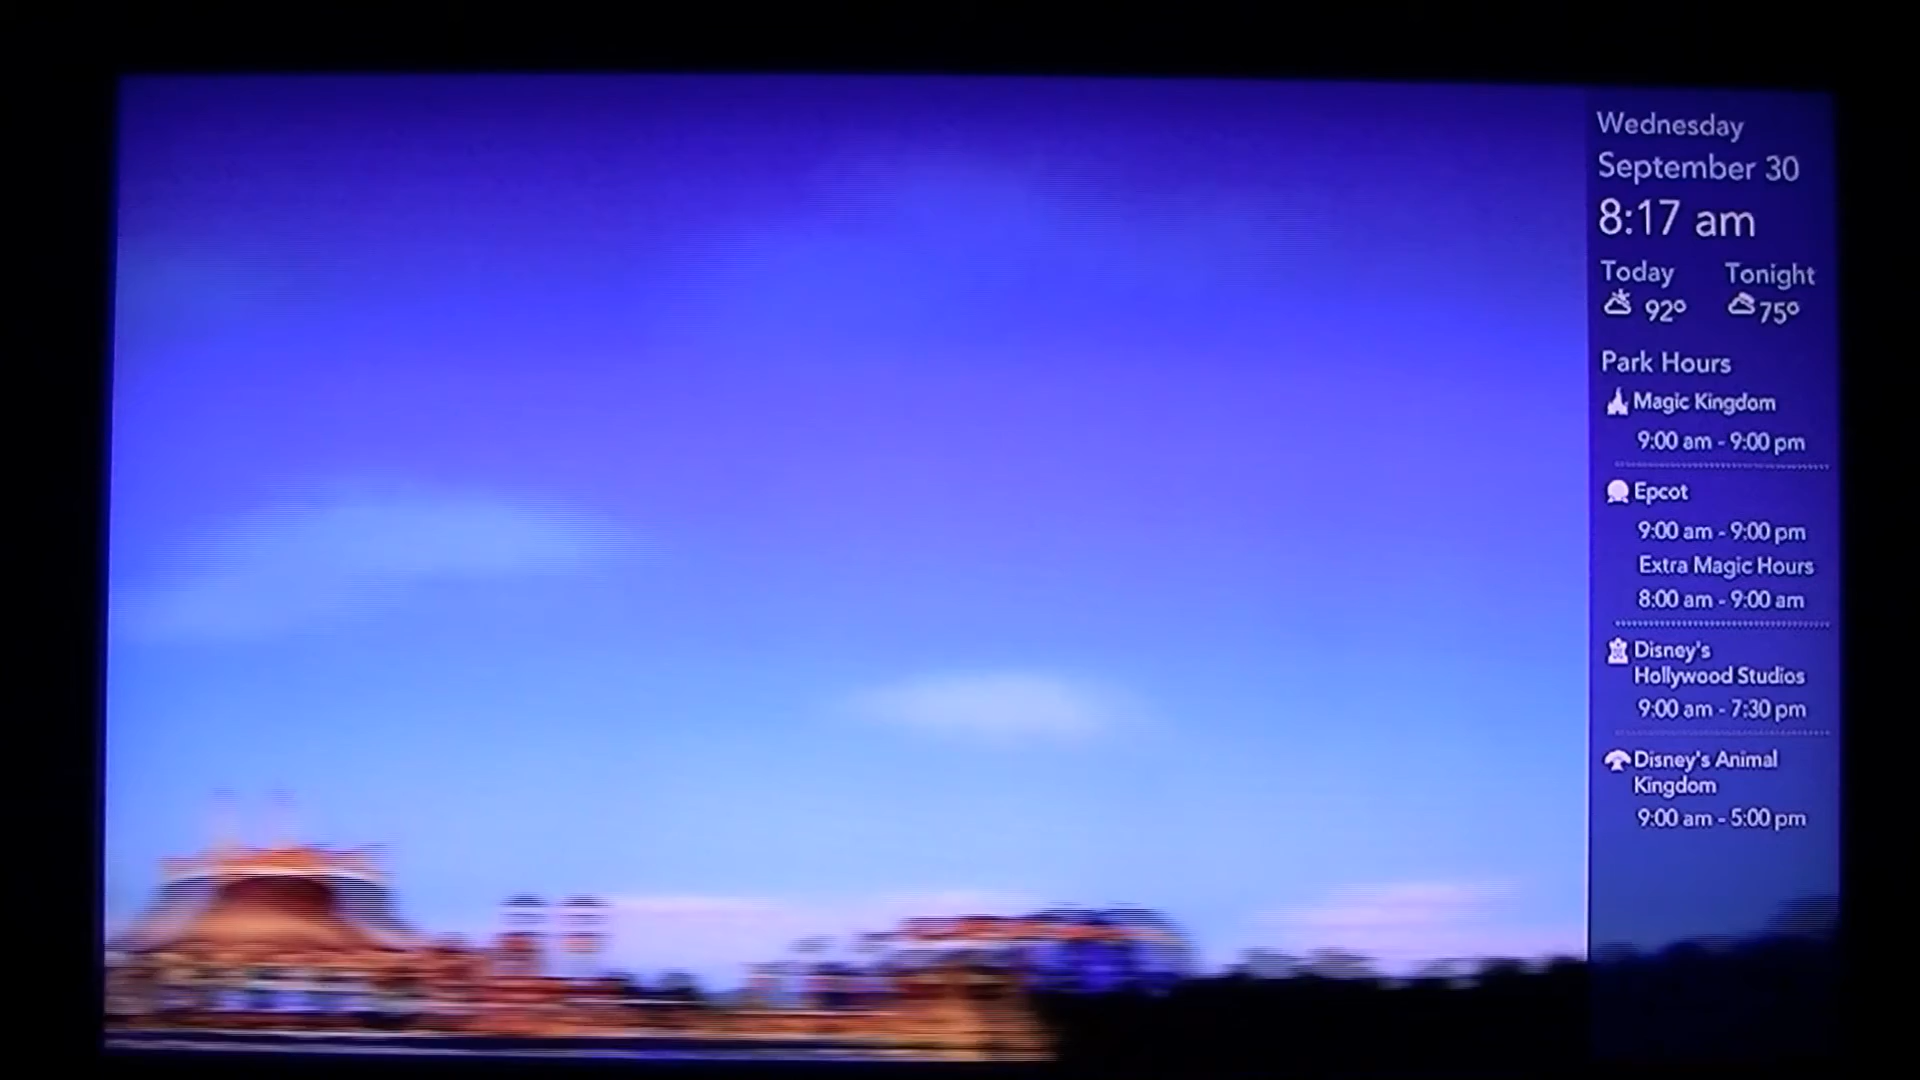 Wednesday
September 30
8:17 am
Today Tonight
92° 75°
Park Hours
Magic Kingdom
9:00 am - 9:00 pm
Epcot
9:00 am - 9:00 pm
Extra Magic Hours
8:00 am - 9:00 am
Disney's
Hollywood Studios
9:00 am - 7:30 pm
Disney's Animal
Kingdom
9:00 am - 5:00 pm